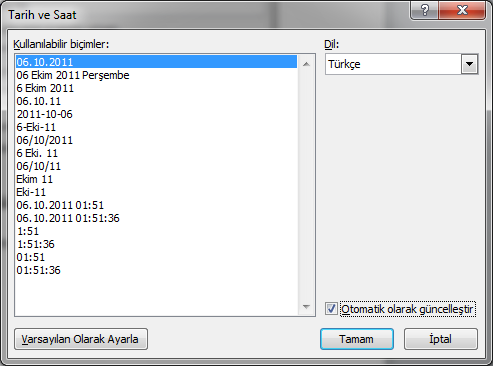 Tarih ve Saat
Kullanılabilir biçimler:
Dil:
06.10.2011
Türkçe
06 Ekim 2011 Perşembe
6 Ekim 2011
06.10.11
2011-10-06
6-Eki-11
06/10/2011
6 Eki. 11
06/10/11
Ekim 11
Eki-11
06.10.2011 01:51
06.10.2011 01:51:36
1:51
1:51:36
01:51
01:51:36
Otomatik olarak güncelleştir
Varsayılan Olarak Ayarla
Tamam
İptal